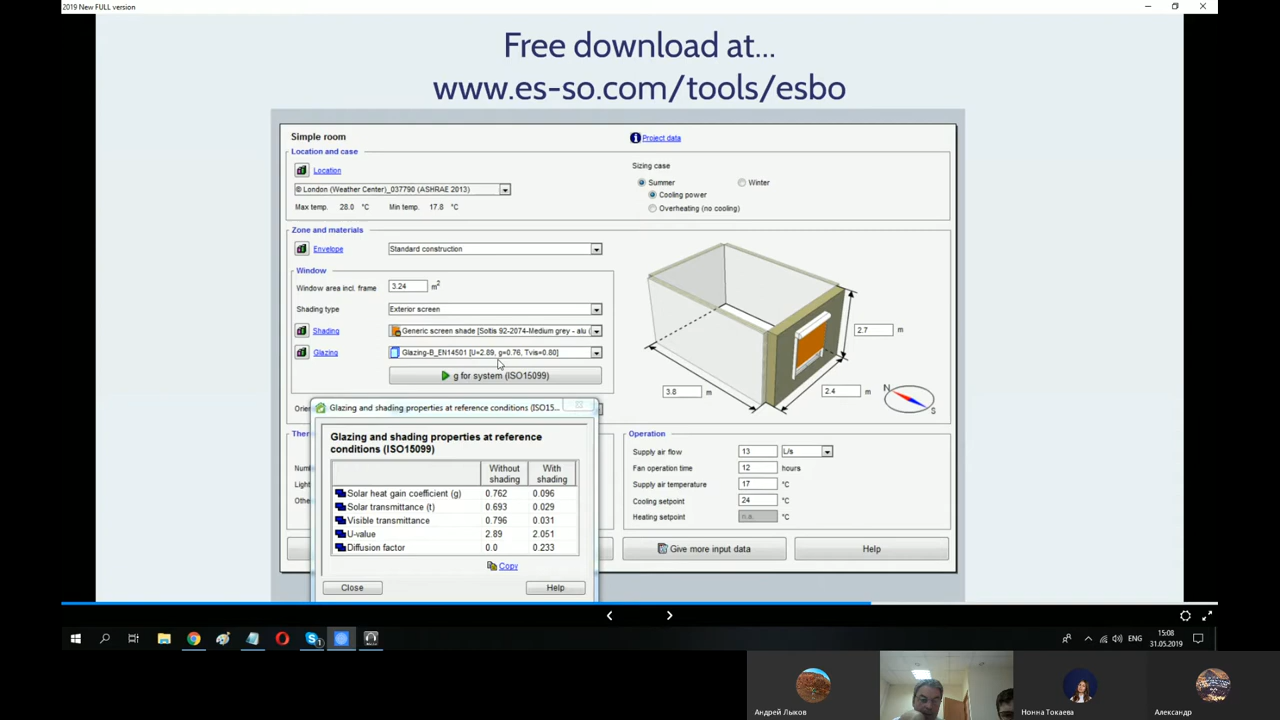 2019 New FULL version
Free download at...
www.es-so.com/tools/esbo
Simple room
Project data
Location and case
Location
© London (Weather Center)_037790 (ASHRAE 2013)
Max temp. 28.0 °C Min temp. 17.8 °C
Sizing case
Summer Winter
Cooling power
Overheating (no cooling)
Zone and materials
Envelope Standard construction
Window
Window area incl. frame 3.24 m2
Shading type Exterior screen
Shading Generic screen shade [Soltis 92-2074-Medium grey - alu (
Glazing Glazing-B_EN14501 [U=2.89, g=0.76, Tvis=0.80]
g for system (ISO15099)
2.7 m
3.8 m
2.4 m
N
S
Glazing and shading properties at reference conditions (ISO15...
Glazing and shading properties at reference
conditions (ISO15099)
Without shading With shading
Solar heat gain coefficient (g) 0.762 0.096
Solar transmittance (t) 0.693 0.029
Visible transmittance 0.796 0.031
U-value 2.89 2.051
Diffusion factor 0.0 0.233
Copy
Close Help
Orie
Ther
Num
Light
Othe
Operation
Supply air flow 13 L/s
Fan operation time 12 hours
Supply air temperature 17 °C
Cooling setpoint 24 °C
Heating setpoint n.a. °C
Give more input data Help
ENG
15:08
31.05.2019
Андрей Лыков
Нонна Токаева
Александр